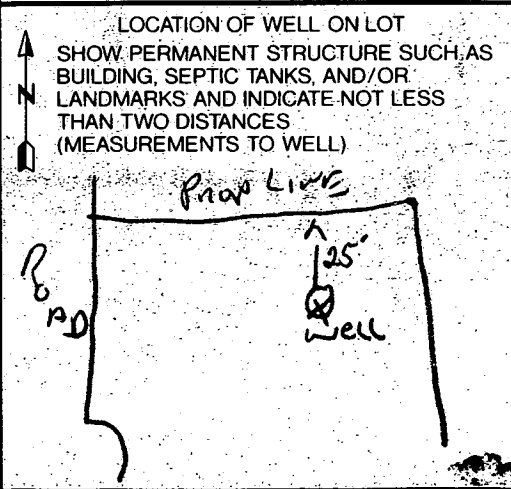 LOCATION OF WELL ON LOT
SHOW PERMANENT STRUCTURE SUCH AS
BUILDING, SEPTIC TANKS, AND/OR
N
LANDMARKS AND INDICATE NOT LESS
THAN TWO DISTANCES
(MEASUREMENTS TO WELL)
Prop Line
25'
ROAD
Well